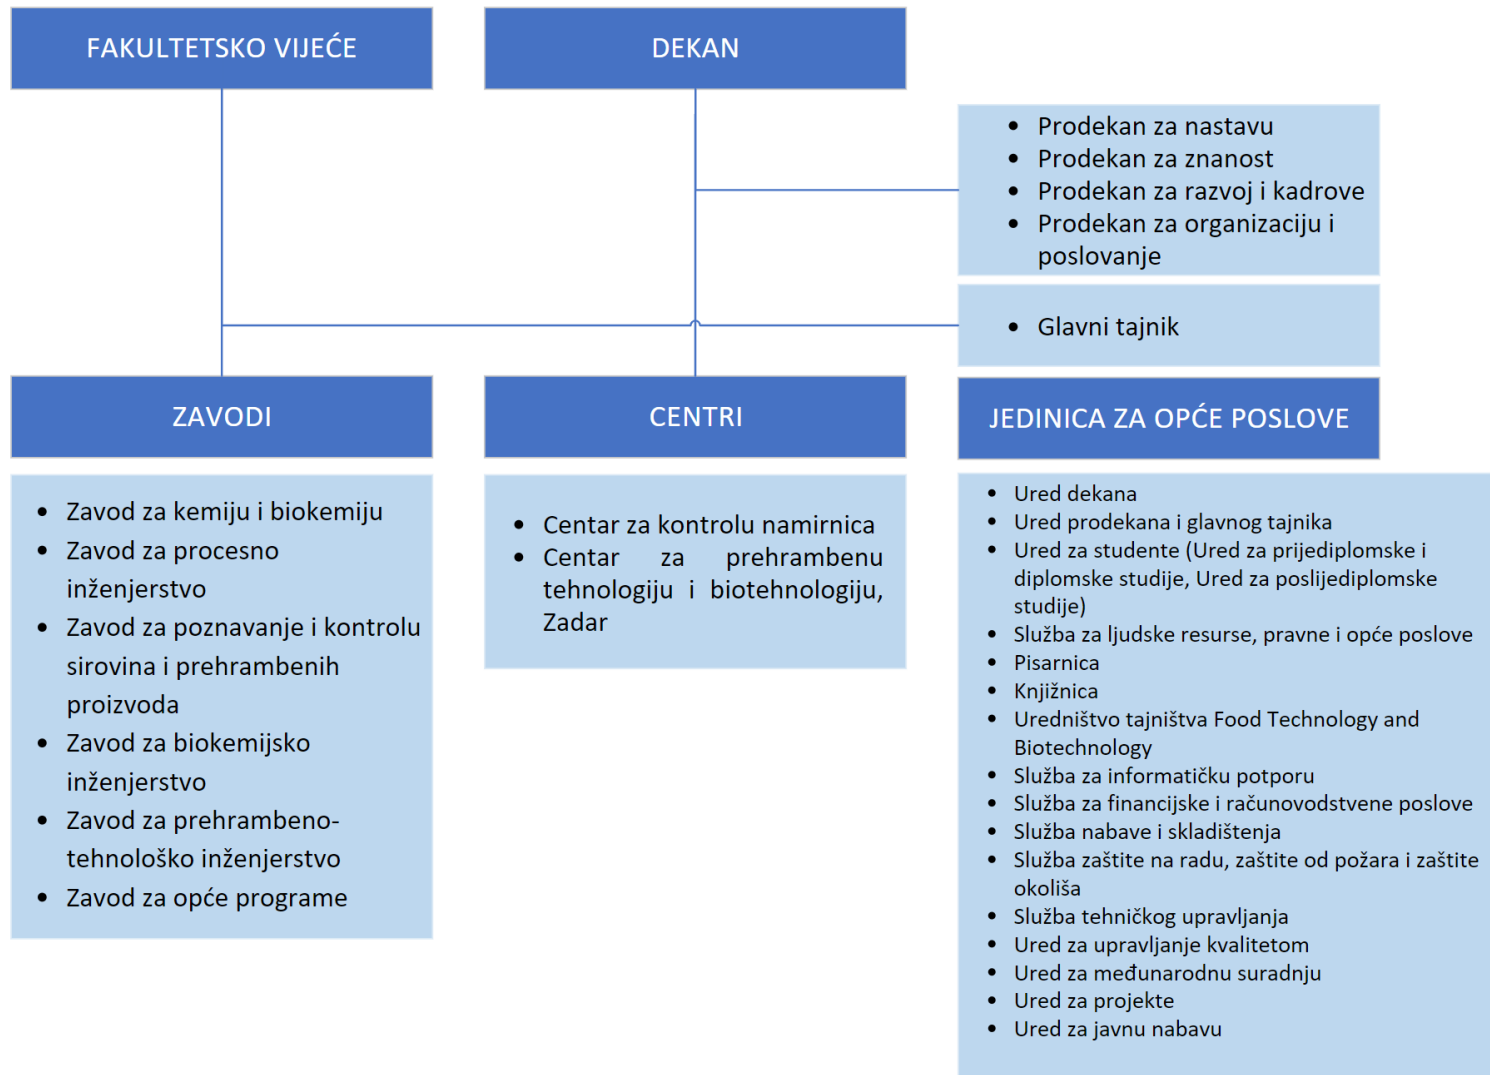 FAKULTETSKO VIJEĆE
DEKAN
• Prodekan za nastavu
• Prodekan za znanost
• Prodekan za razvoj i kadrove
• Prodekan za organizaciju i
poslovanje
• Glavni tajnik
ZAVODI
• Zavod za kemiju i biokemiju
• Zavod za procesno
inženjerstvo
• Zavod za poznavanje i kontrolu
sirovina i prehrambenih
proizvoda
• Zavod za biokemijsko
inženjerstvo
• Zavod za prehrambeno-
tehnološko inženjerstvo
• Zavod za opće programe
CENTRI
• Centar za kontrolu namirnica
• Centar za prehrambenu
tehnologiju i biotehnologiju,
Zadar
JEDINICA ZA OPĆE POSLOVE
• Ured dekana
• Ured prodekana i glavnog tajnika
• Ured za studente (Ured za prijediplomske i
diplomske studije, Ured za poslijediplomske
studije)
• Služba za ljudske resurse, pravne i opće poslove
• Pisarnica
• Knjižnica
• Uredništvo tajništva Food Technology and
Biotechnology
• Služba za informatičku potporu
• Služba za financijske i računovodstvene poslove
• Služba nabave i skladištenja
• Služba zaštite na radu, zaštite od požara i zaštite
okoliša
• Služba tehničkog upravljanja
• Ured za upravljanje kvalitetom
• Ured za međunarodnu suradnju
• Ured za projekte
• Ured za javnu nabavu